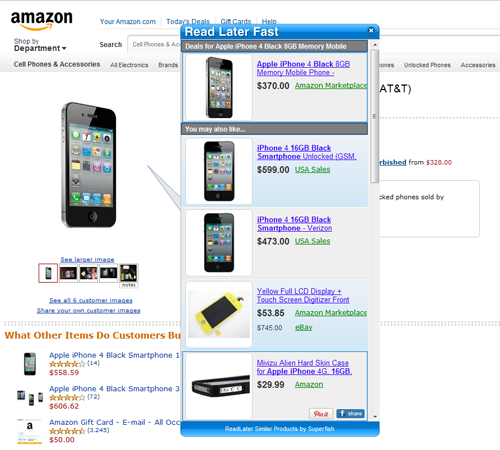 amazon
Your Amazon.com
Today's Deals
Gift Cards
Help
Shop by
Department
Search
Cell Phones &
Cell Phones & Accessories
All Electronics
Brands
Unlocked Phones
Accessories
AT&T)
from $328.00
cked phones sold by
See larger image
notes
See all 6 customer images
Share your own customer images
What Other Items Do Customers Bu
Apple iPhone 4 Black Smartphone 1
(14)
$558.59
Apple iPhone 4 Black Smartphone 3
(72)
$606.62
Amazon Gift Card - E-mail - All Occ
(3,245)
$50.00
Read Later Fast
Deals for Apple iPhone 4 Black 8GB Memory Mobile
Apple iPhone 4 Black 8GB
Memory Mobile Phone -
$370.00 Amazon Marketplace
You may also like...
iPhone 4 16GB Black
Smartphone Unlocked (GSM,
$599.00 USA Sales
iPhone 4 16GB Black
Smartphone - Verizon
$473.00 USA Sales
Yellow Full LCD Display +
Touch Screen Digitizer Front
$53.85 Amazon Marketplace
$745.00 eBay
Mivizu Alien Hard Skin Case
for Apple iPhone 4G, 16GB,
$29.99 Amazon
Pin it
share
ReadLater Similar Products by Superfish